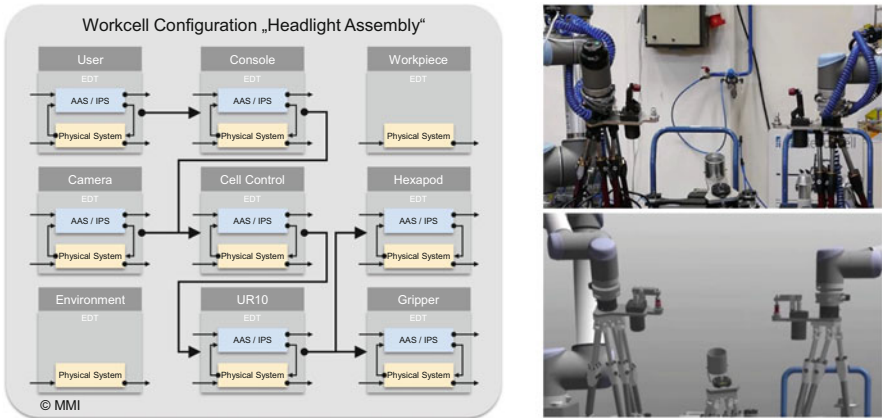 Workcell Configuration „Headlight Assembly“
User
EDT
AAS / IPS
Physical System
Console
EDT
AAS / IPS
Physical System
Workpiece
EDT
Physical System
Camera
EDT
AAS / IPS
Physical System
Cell Control
EDT
AAS / IPS
Physical System
Hexapod
EDT
AAS / IPS
Physical System
Environment
EDT
Physical System
UR10
EDT
AAS / IPS
Physical System
Gripper
EDT
AAS / IPS
Physical System
© MMI